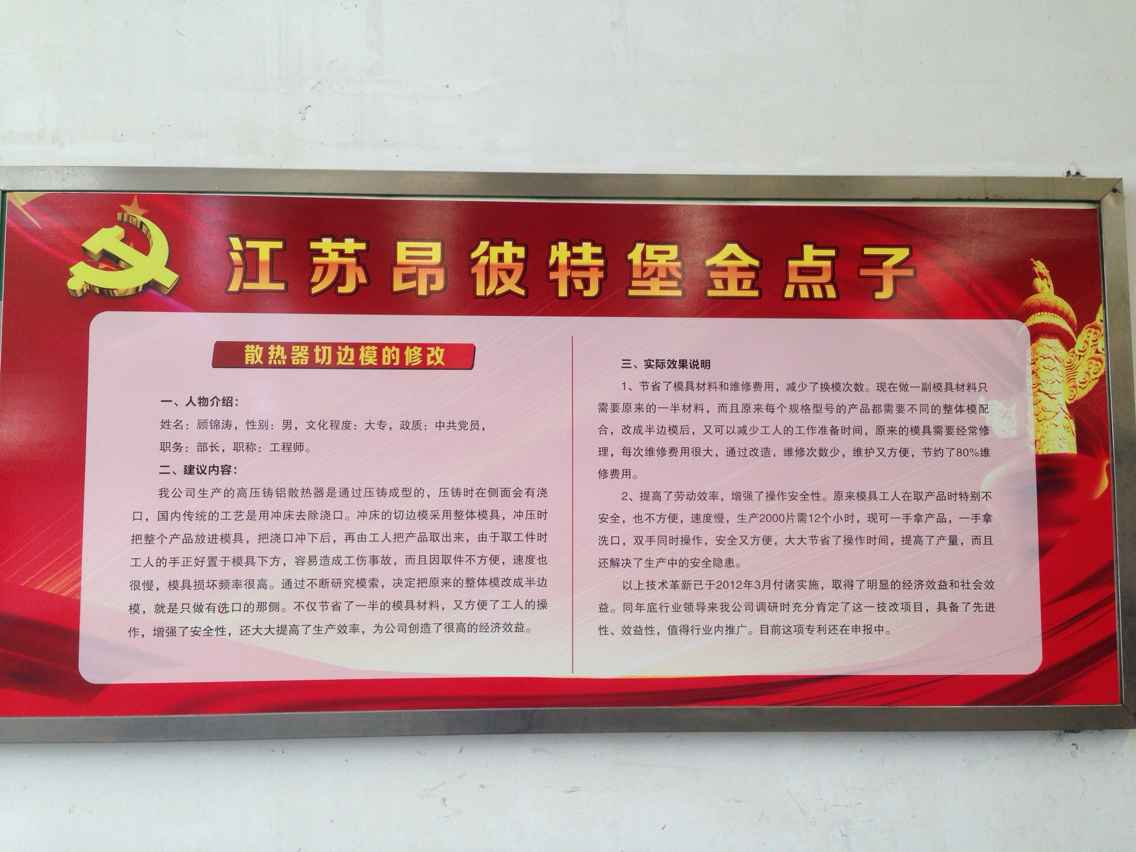 江苏昂彼特堡金点子
散热器切边模的修改
一、人物介绍：
姓名：顾锦涛，性别：男，文化程度：大专，政质：中共党员，
职务：部长，职称：工程师。
二、建议内容：
我公司生产的高压铸铝散热器是通过压铸成型的，压铸时在侧面会有浇
口，国内传统的工艺是用冲床去除浇口。冲床的切边模采用整体模具，冲压时
把整个产品放进模具，把浇口冲下后，再由工人把产品取出来，由于取工件时
工人的手正好置于模具下方，容易造成工伤事故，而且因取件不方便，速度也
很慢，模具损坏频率很高。通过不断研究模索，决定把原来的整体模改成半边
模，就是只做有浇口的那侧。不仅节省了一半的模具材料，又方便了工人的操
作，增强了安全性，还大大提高了生产效率，为公司创造了很高的经济效益。
三、实际效果说明
1、节省了模具材料和维修费用，减少了换模次数。现在做一副模具材料只
需要原来的一半材料，而且原来每个规格型号的产品都需要不同的整体模配
合，改成半边模后，又可以减少工人的工作准备时间，原来的模具需要经常修
理，每次维修费用很大，通过改造，维修次数少，维护又方便，节约了80%维
修费用。
2、提高了劳动效率，增强了操作安全性。原来模具工人在取产品时特别不
安全，也不方便，速度慢，生产2000片需12个小时，现可一手拿产品，一手拿
洗口，双手同时操作，安全又方便，大大节省了操作时间，提高了产量，而且
还解决了生产中的安全隐患。
以上技术革新已于2012年3月付诸实施，取得了明显的经济效益和社会效
益。同年底行业领导来我公司调研时充分肯定了这一技改项目，具备了先进
性、效益性，值得行业内推广。目前这项专利还在申报中。